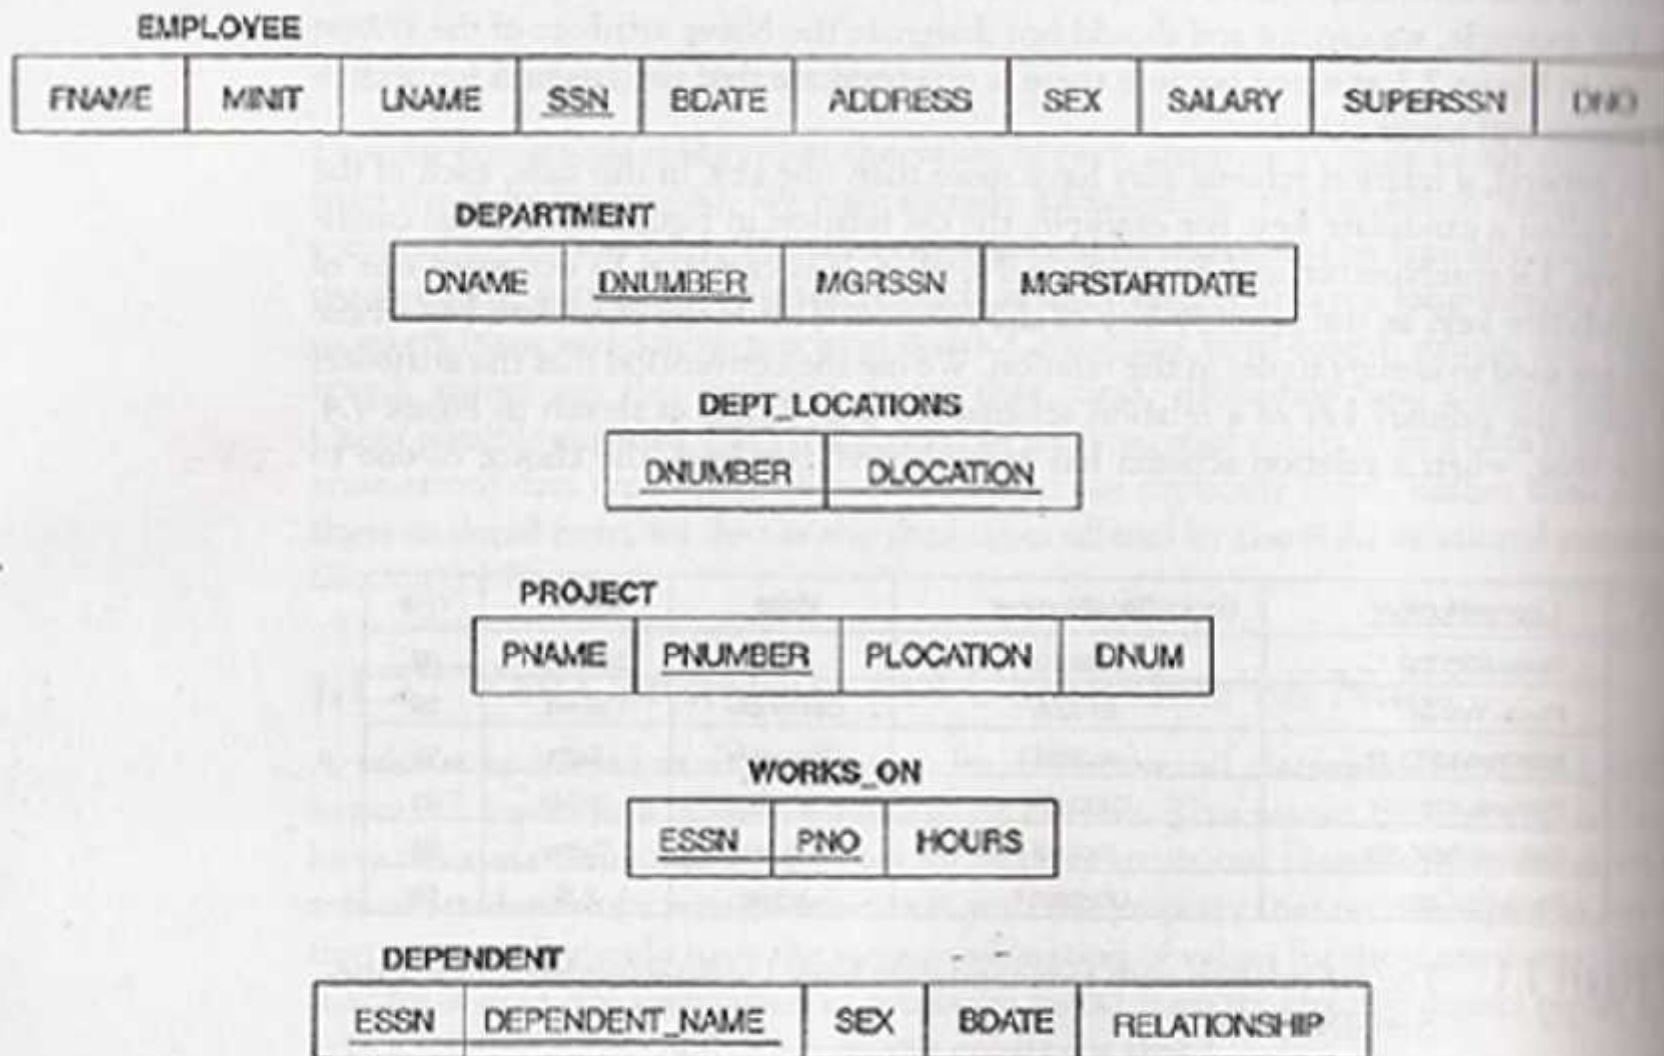 EMPLOYEE
FNAME MINIT LNAME SSN BDATE ADDRESS SEX SALARY SUPERSSN DNO
DEPARTMENT
DNAME DNUMBER MGRSSN MGRSTARTDATE
DEPT_LOCATIONS
DNUMBER DLOCATION
PROJECT
PNAME PNUMBER PLOCATION DNUM
WORKS_ON
ESSN PNO HOURS
DEPENDENT
ESSN DEPENDENT_NAME SEX BDATE RELATIONSHIP